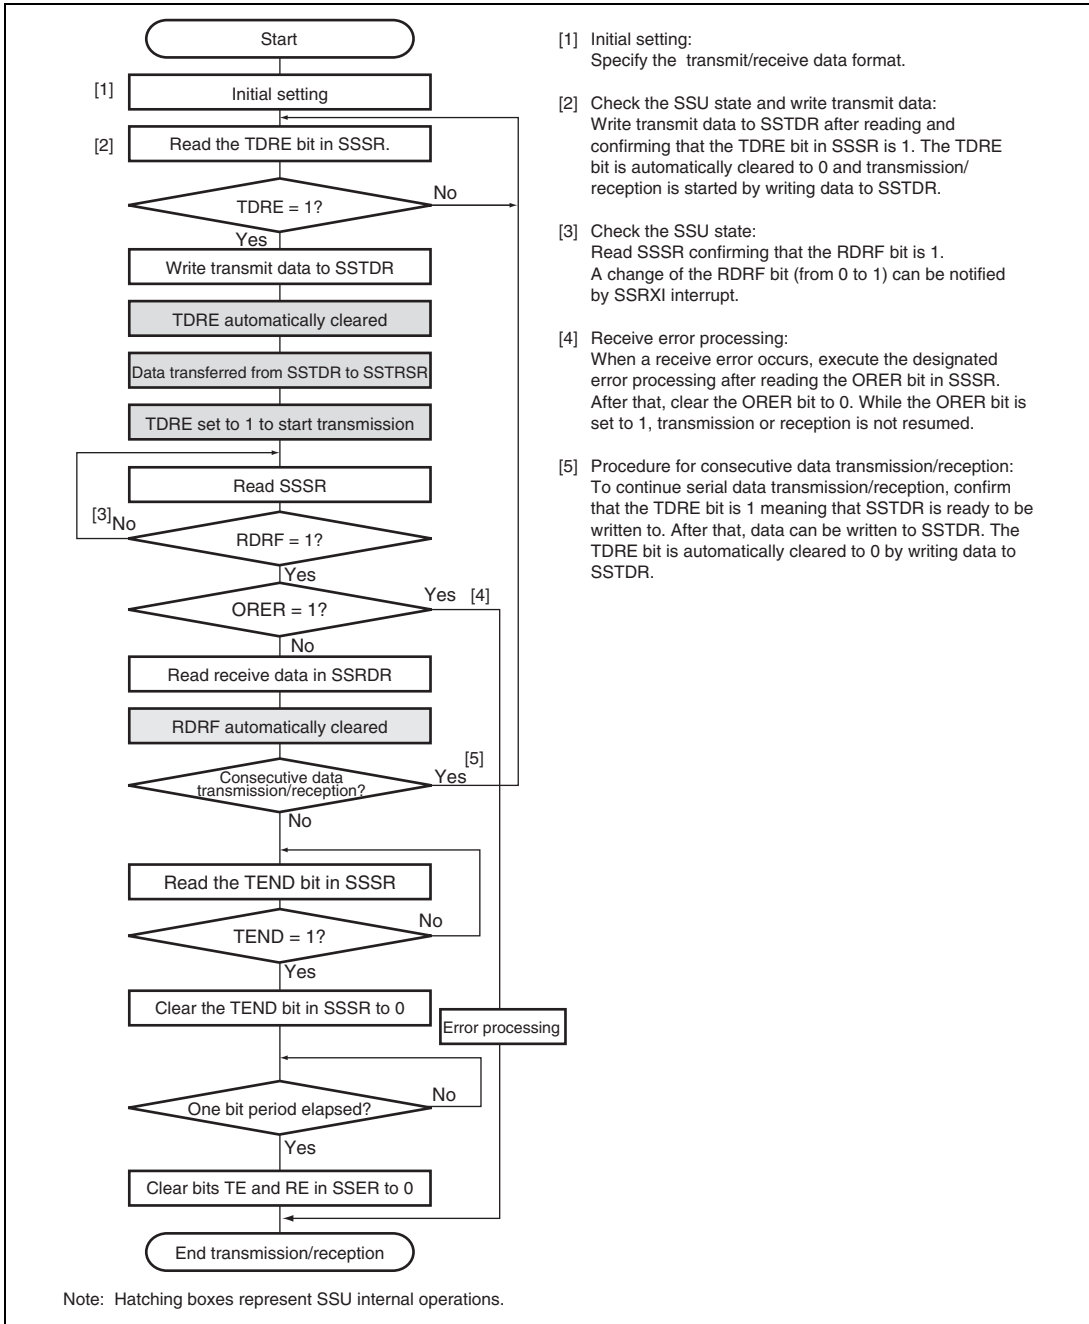 Start
[1] Initial setting
[2] Read the TDRE bit in SSSR.
TDRE = 1?
No
Yes
Write transmit data to SSTDR
TDRE automatically cleared
Data transferred from SSTDR to SSTRSR
TDRE set to 1 to start transmission
Read SSSR
[3]
No
RDRF = 1?
Yes
ORER = 1?
Yes [4]
No
Read receive data in SSRDR
RDRF automatically cleared
[5]
Consecutive data
transmission/reception?
Yes
No
Read the TEND bit in SSSR
TEND = 1?
No
Yes
Clear the TEND bit in SSSR to 0
Error processing
One bit period elapsed?
No
Yes
Clear bits TE and RE in SSER to 0
End transmission/reception
[1] Initial setting:
Specify the transmit/receive data format.
[2] Check the SSU state and write transmit data:
Write transmit data to SSTDR after reading and
confirming that the TDRE bit in SSSR is 1. The TDRE
bit is automatically cleared to 0 and transmission/
reception is started by writing data to SSTDR.
[3] Check the SSU state:
Read SSSR confirming that the RDRF bit is 1.
A change of the RDRF bit (from 0 to 1) can be notified
by SSRXI interrupt.
[4] Receive error processing:
When a receive error occurs, execute the designated
error processing after reading the ORER bit in SSSR.
After that, clear the ORER bit to 0. While the ORER bit is
set to 1, transmission or reception is not resumed.
[5] Procedure for consecutive data transmission/reception:
To continue serial data transmission/reception, confirm
that the TDRE bit is 1 meaning that SSTDR is ready to be
written to. After that, data can be written to SSTDR. The
TDRE bit is automatically cleared to 0 by writing data to
SSTDR.
Note: Hatching boxes represent SSU internal operations.